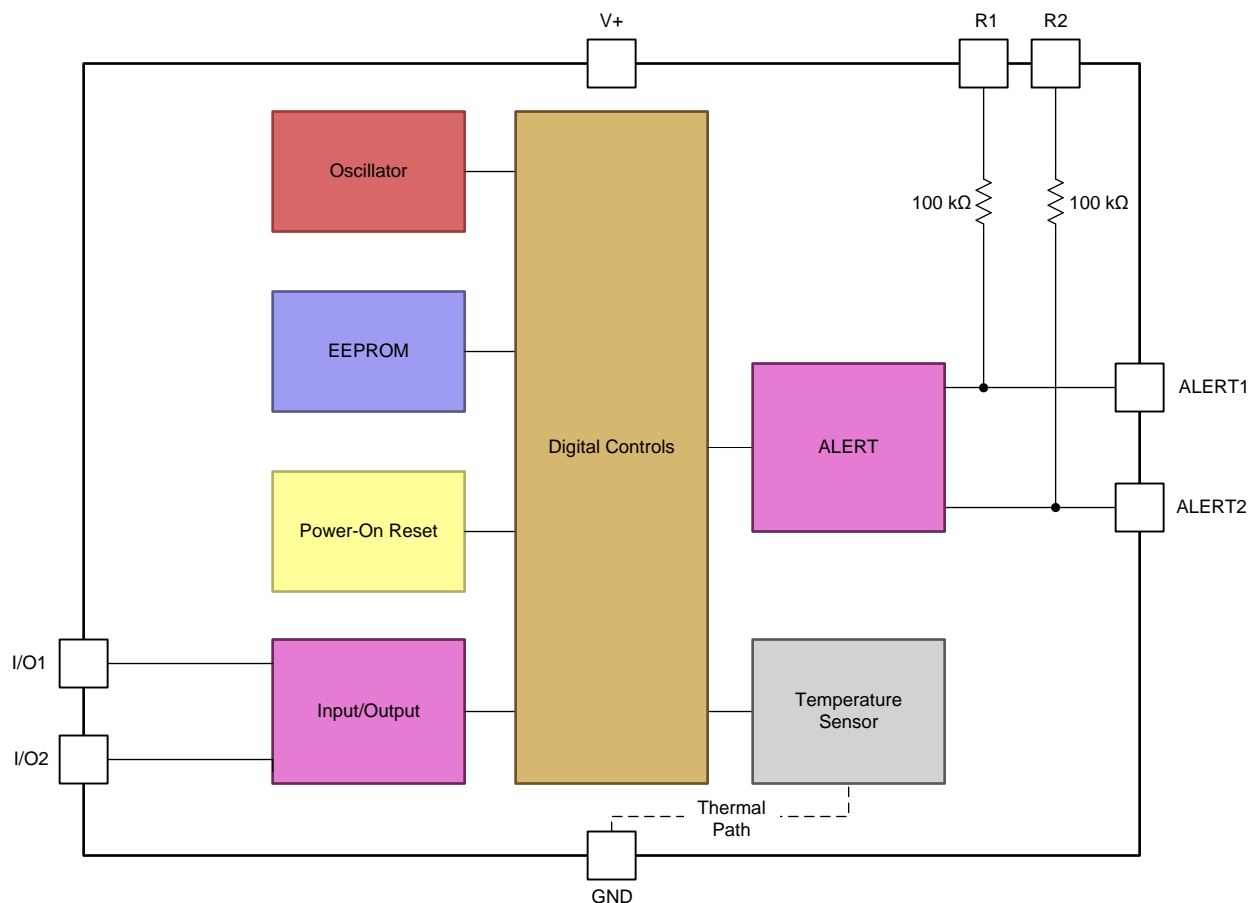 V+
R1
R2
Oscillator
100 kΩ
100 kΩ
EEPROM
ALERT1
Digital Controls
ALERT
ALERT2
Power-On Reset
I/O1
Input/Output
Temperature
Sensor
I/O2
Thermal
Path
GND